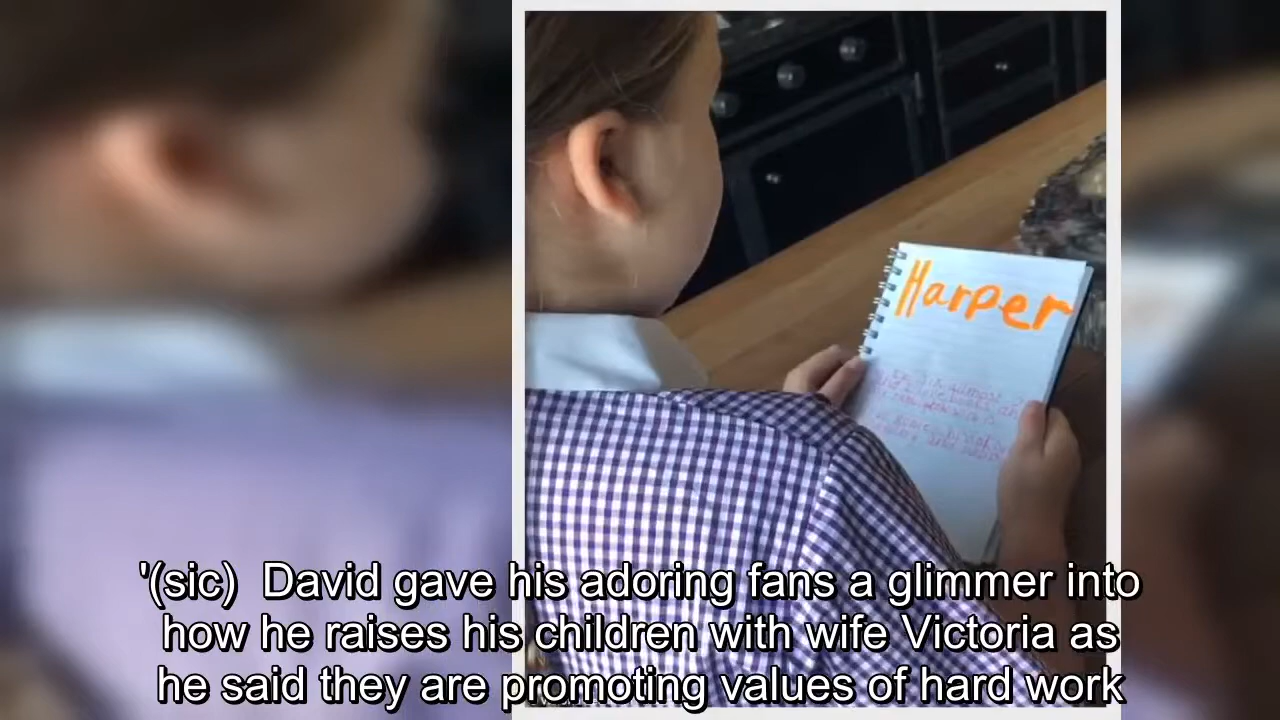 Harper
'(sic)  David gave his adoring fans a glimmer into
how he raises his children with wife Victoria as
he said they are promoting values of hard work